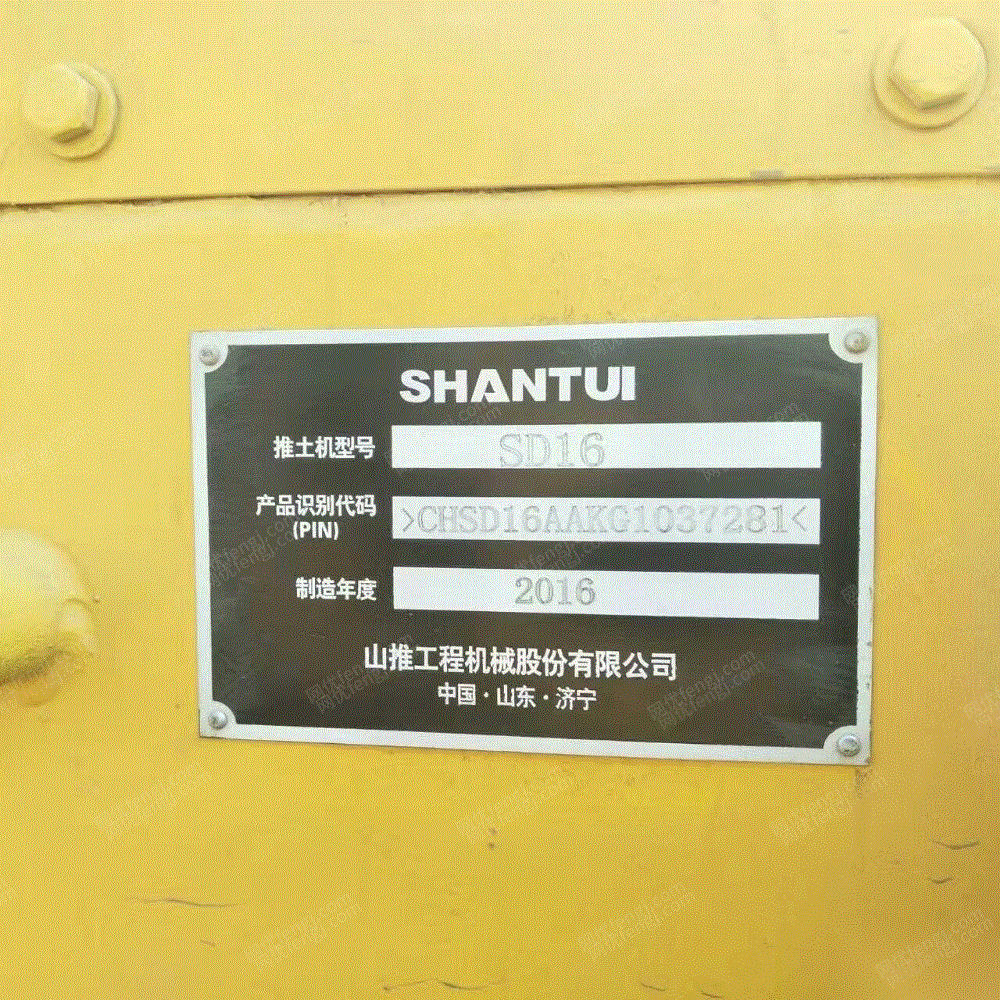 SHANTUI
推土机型号 SD16
产品识别代码 >CHSD16AAKG1037281<
(PIN)
制造年度 2016
山推工程机械股份有限公司
中国·山东·济宁